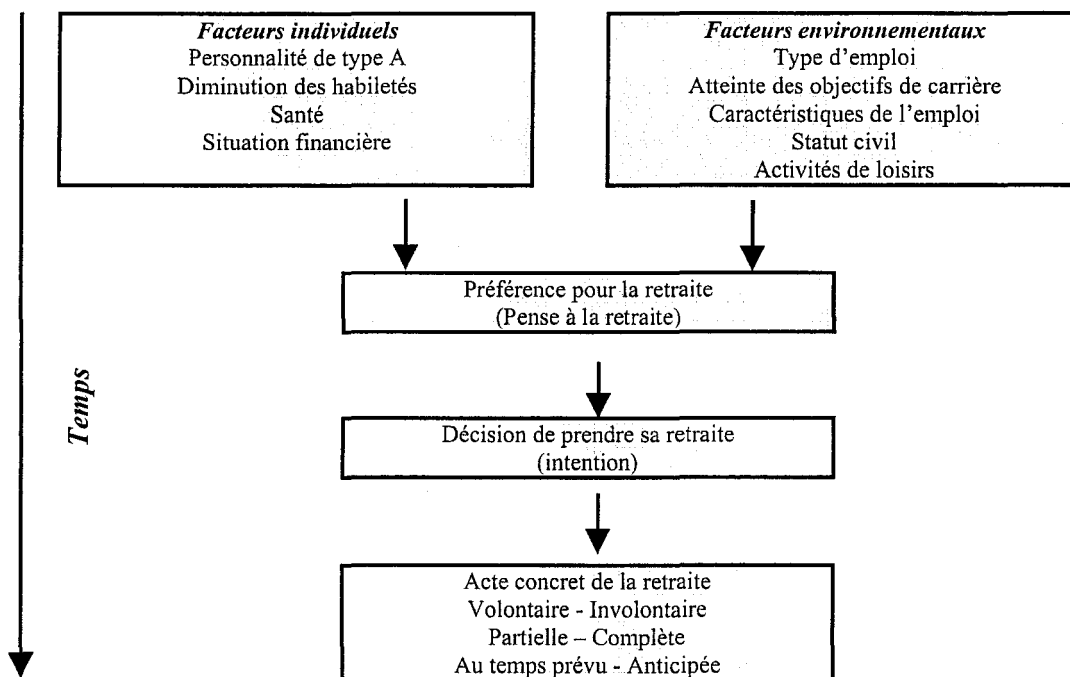 Facteurs individuels
Personnalité de type A
Diminution des habiletés
Santé
Situation financière
Facteurs environnementaux
Type d’emploi
Atteinte des objectifs de carrière
Caractéristiques de l’emploi
Statut civil
Activités de loisirs
Préférence pour la retraite
(Pense à la retraite)
Temps
Décision de prendre sa retraite
(intention)
Acte concret de la retraite
Volontaire - Involontaire
Partielle – Complète
Au temps prévu - Anticipée